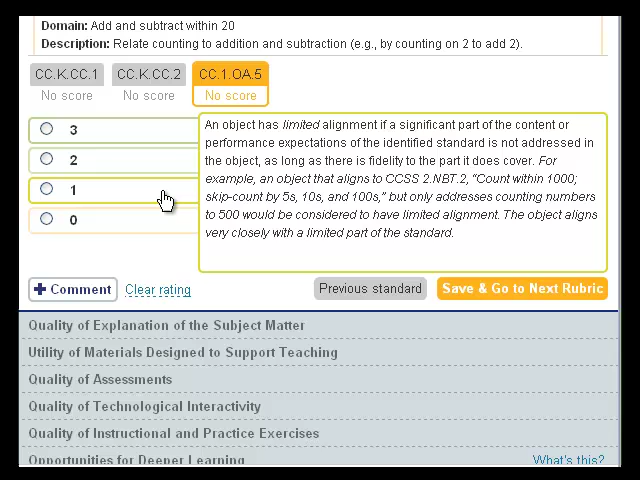 Domain: Add and subtract within 20
Description: Relate counting to addition and subtraction (e.g., by counting on 2 to add 2).
CC.K.CC.1 CC.K.CC.2 CC.1.OA.5
No score No score No score
3
2
1
0
An object has limited alignment if a significant part of the content or
performance expectations of the identified standard is not addressed in
the object, as long as there is fidelity to the part it does cover. For
example, an object that aligns to CCSS 2.NBT.2, "Count within 1000;
skip-count by 5s, 10s, and 100s," but only addresses counting numbers
to 500 would be considered to have limited alignment. The object aligns
very closely with a limited part of the standard.
+ Comment Clear rating Previous standard Save & Go to Next Rubric
Quality of Explanation of the Subject Matter
Utility of Materials Designed to Support Teaching
Quality of Assessments
Quality of Technological Interactivity
Quality of Instructional and Practice Exercises
Opportunities for Deeper Learning What's this?